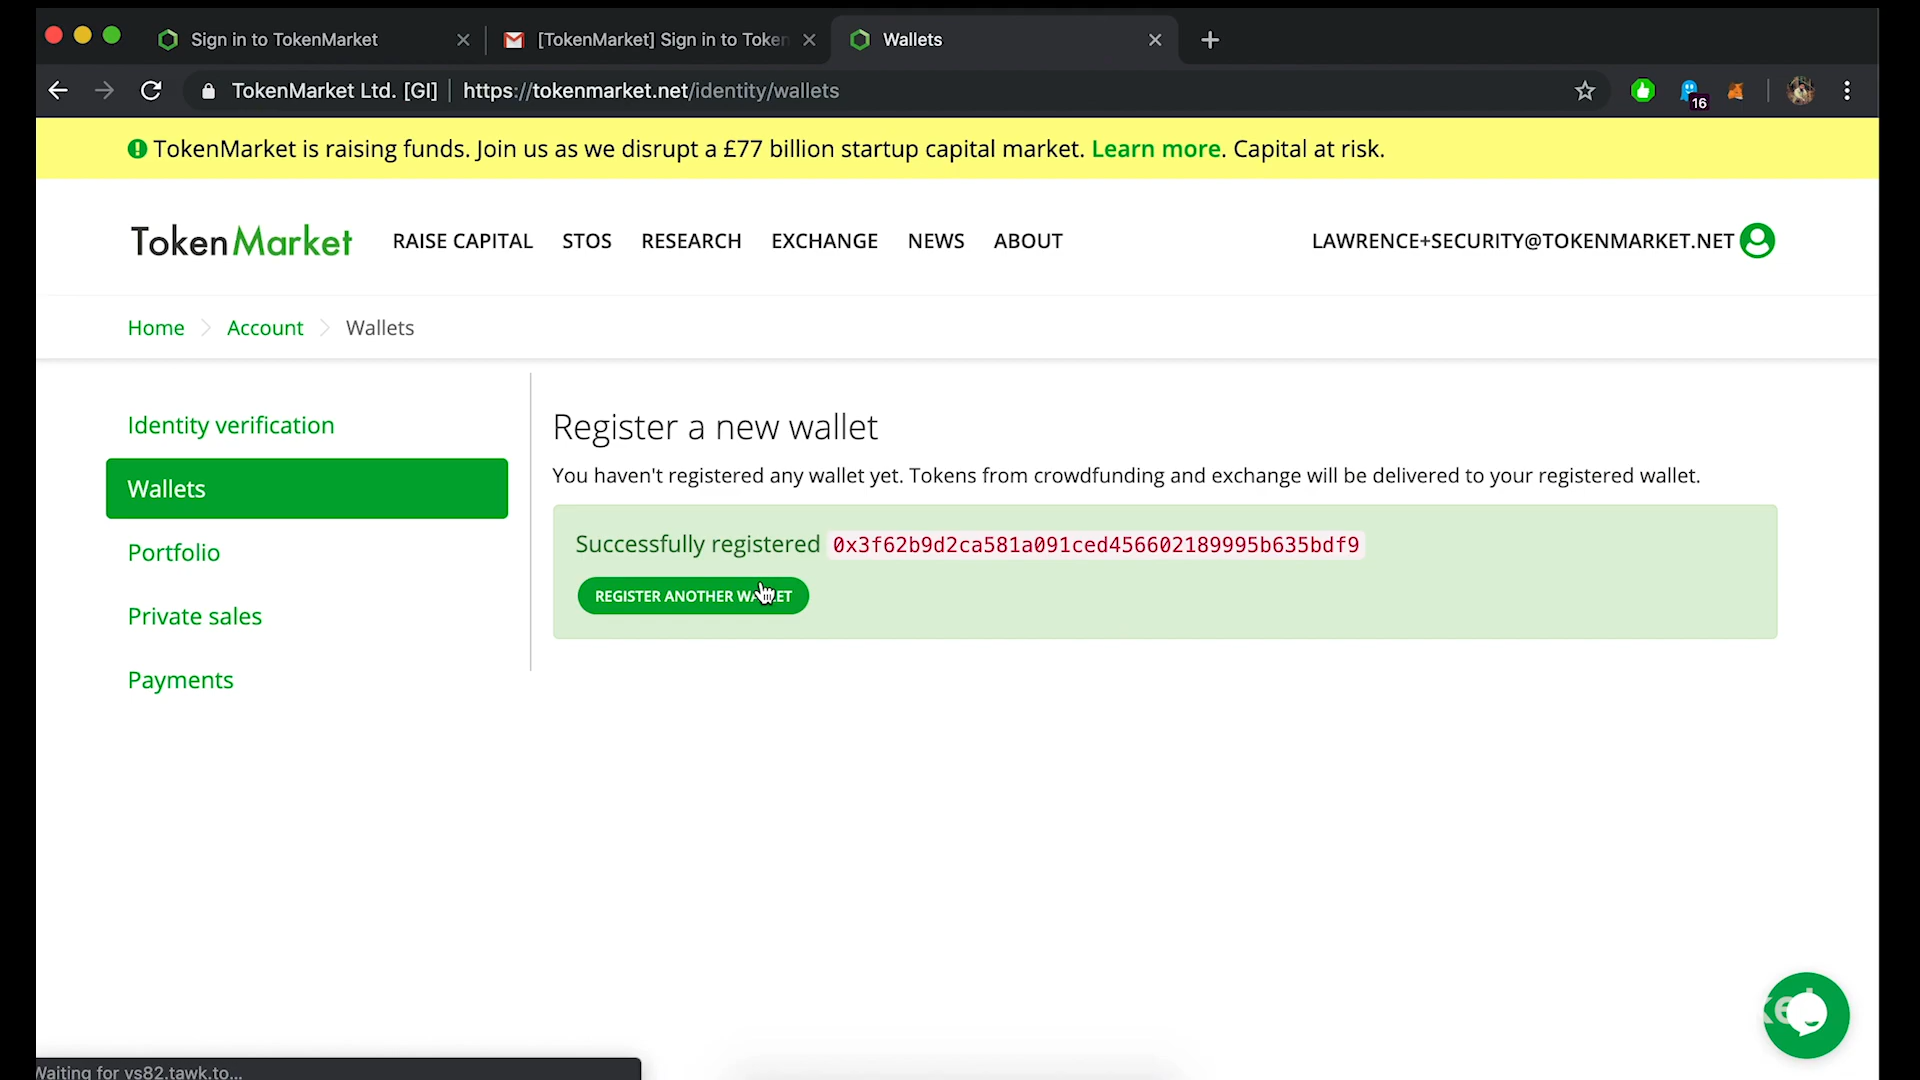 Sign in to TokenMarket
[TokenMarket] Sign in to Token
Wallets
TokenMarket Ltd. [GI] | https://tokenmarket.net/identity/wallets
16
TokenMarket is raising funds. Join us as we disrupt a £77 billion startup capital market. Learn more. Capital at risk.
TokenMarket
RAISE CAPITAL STOS RESEARCH EXCHANGE NEWS ABOUT
LAWRENCE+SECURITY@TOKENMARKET.NET
Home Account Wallets
Identity verification
Wallets
Portfolio
Private sales
Payments
Register a new wallet
You haven't registered any wallet yet. Tokens from crowdfunding and exchange will be delivered to your registered wallet.
Successfully registered 0x3f62b9d2ca581a091ced456602189995b635bdf9
REGISTER ANOTHER WALLET
Waiting for vs82.tawk.to...